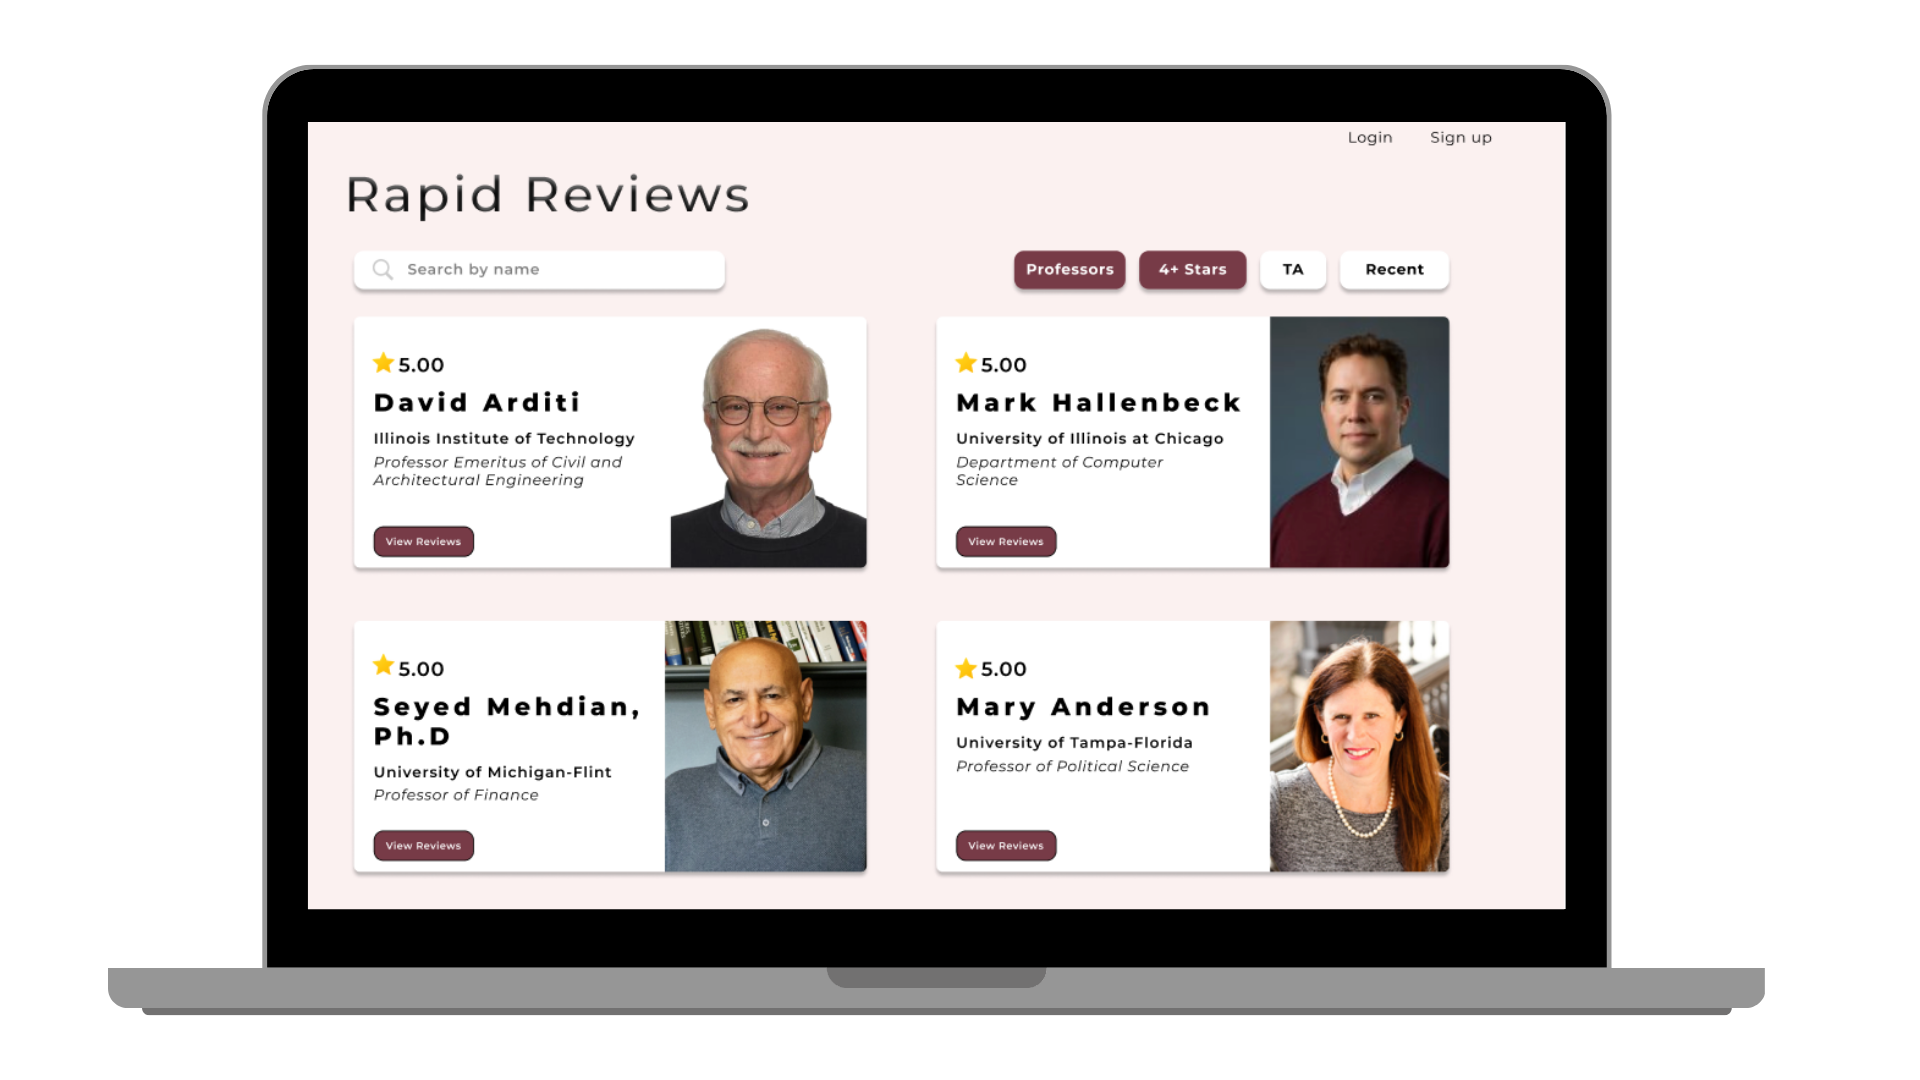 Login Sign up
Rapid Reviews
Search by name
Professors 4+ Stars TA Recent
5.00
David Arditi
Illinois Institute of Technology
Professor Emeritus of Civil and
Architectural Engineering
View Reviews
5.00
Mark Hallenbeck
University of Illinois at Chicago
Department of Computer
Science
View Reviews
5.00
Seyed Mehdian,
Ph.D
University of Michigan-Flint
Professor of Finance
View Reviews
5.00
Mary Anderson
University of Tampa-Florida
Professor of Political Science
View Reviews